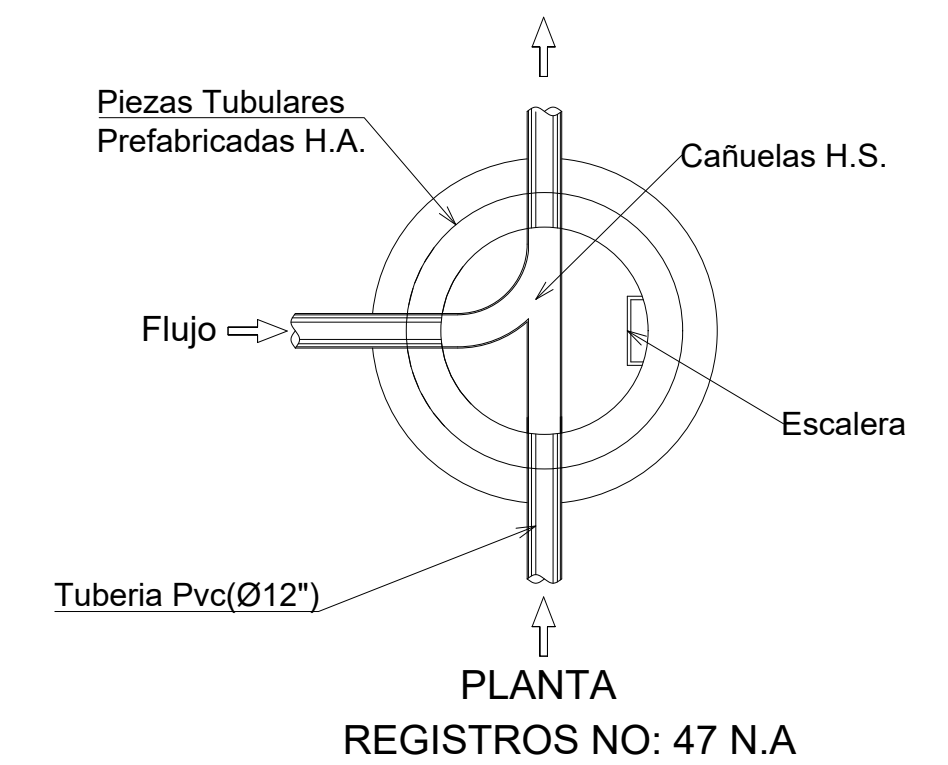 Piezas Tubulares
Prefabricadas H.A.
Cañuelas H.S.
Flujo
Escalera
Tuberia Pvc(Ø12")
PLANTA
REGISTROS NO: 47 N.A